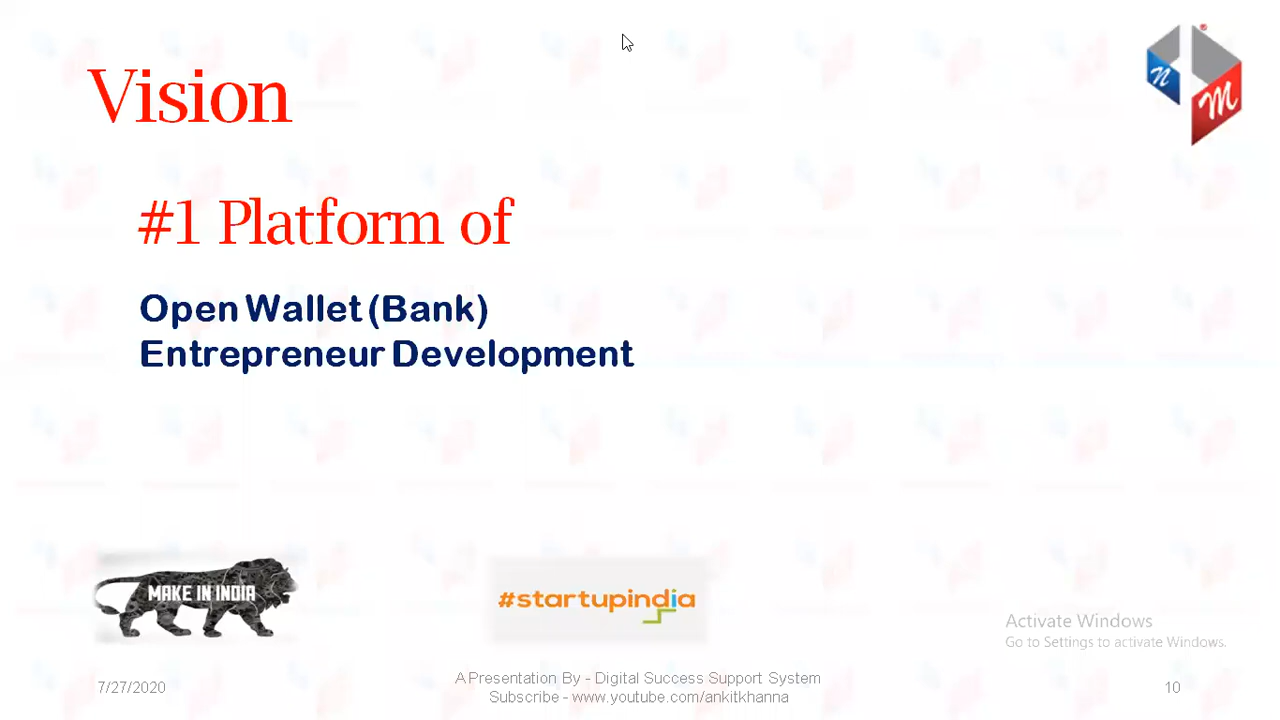 n
M
Vision
#1 Platform of
Open Wallet (Bank)
Entrepreneur Development
MAKE IN INDIA
#startupindia
Activate Windows
Go to Settings to activate Windows.
7/27/2020
A Presentation By - Digital Success Support System
Subscribe - www.youtube.com/ankitkhanna
10